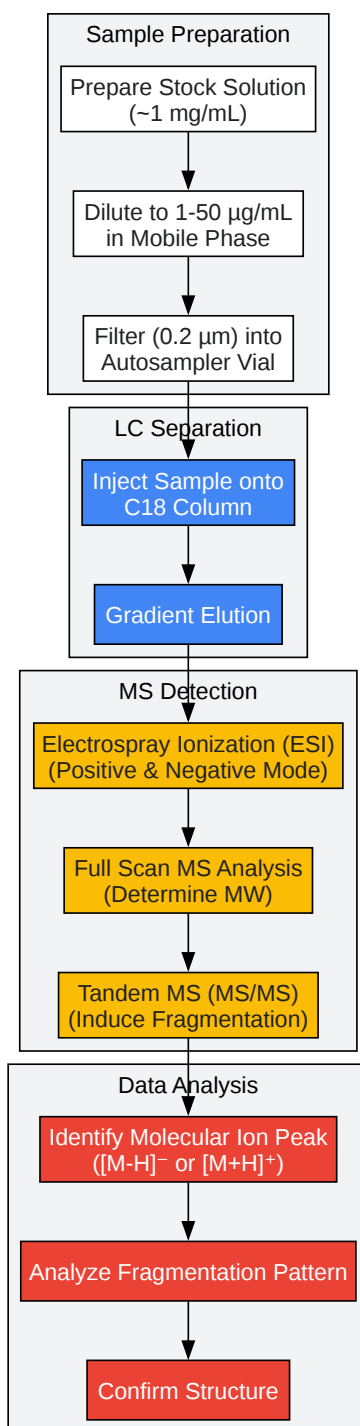 Sample Preparation
Prepare Stock Solution
(~1 mg/mL)
Dilute to 1-50 µg/mL
in Mobile Phase
Filter (0.2 µm) into
Autosampler Vial
LC Separation
Inject Sample onto
C18 Column
Gradient Elution
MS Detection
Electrospray Ionization (ESI)
(Positive & Negative Mode)
Full Scan MS Analysis
(Determine MW)
Tandem MS (MS/MS)
(Induce Fragmentation)
Data Analysis
Identify Molecular Ion Peak
([M-H]⁻ or [M+H]⁺)
Analyze Fragmentation Pattern
Confirm Structure